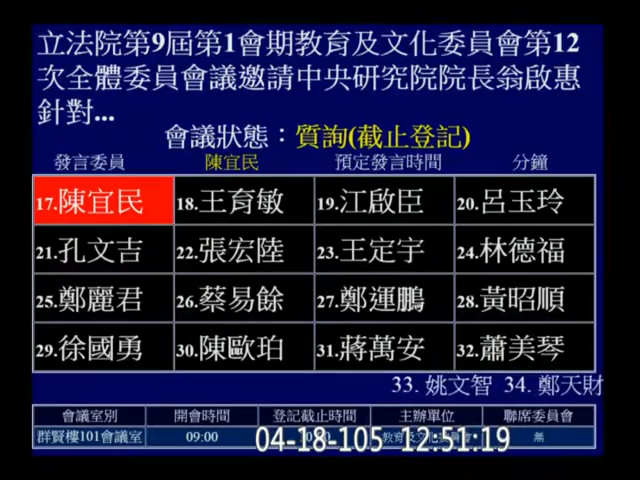 立法院第9屆第1會期教育及文化委員會第12
次全體委員會議邀請中央研究院院長翁啟惠
針對...
會議狀態：質詢(截止登記)
發言委員 陳宜民 預定發言時間 分鐘
17.陳宜民 18.王育敏 19.江啟臣 20.呂玉玲
21.孔文吉 22.張宏陸 23.王定宇 24.林德福
25.鄭麗君 26.蔡易餘 27.鄭運鵬 28.黃昭順
29.徐國勇 30.陳歐珀 31.蔣萬安 32.蕭美琴
33. 姚文智 34. 鄭天財
會議室別 開會時間 登記截止時間 主辦單位 聯席委員會
群賢樓101會議室 09:00 教育及文化委員會 無
04-18-105 12:51:19